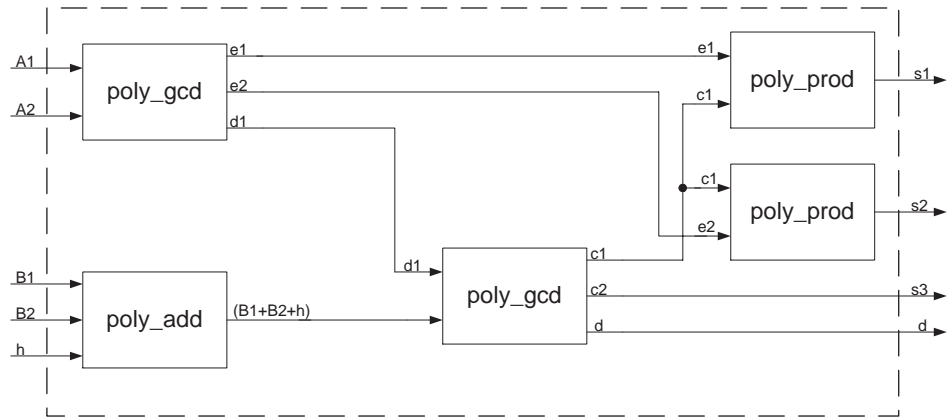 A1
A2
poly_gcd
e1
e2
d1
e1
c1
poly_prod
s1
c1
e2
poly_prod
s2
B1
B2
h
poly_add
(B1+B2+h)
d1
poly_gcd
c1
c2
d
s3
d